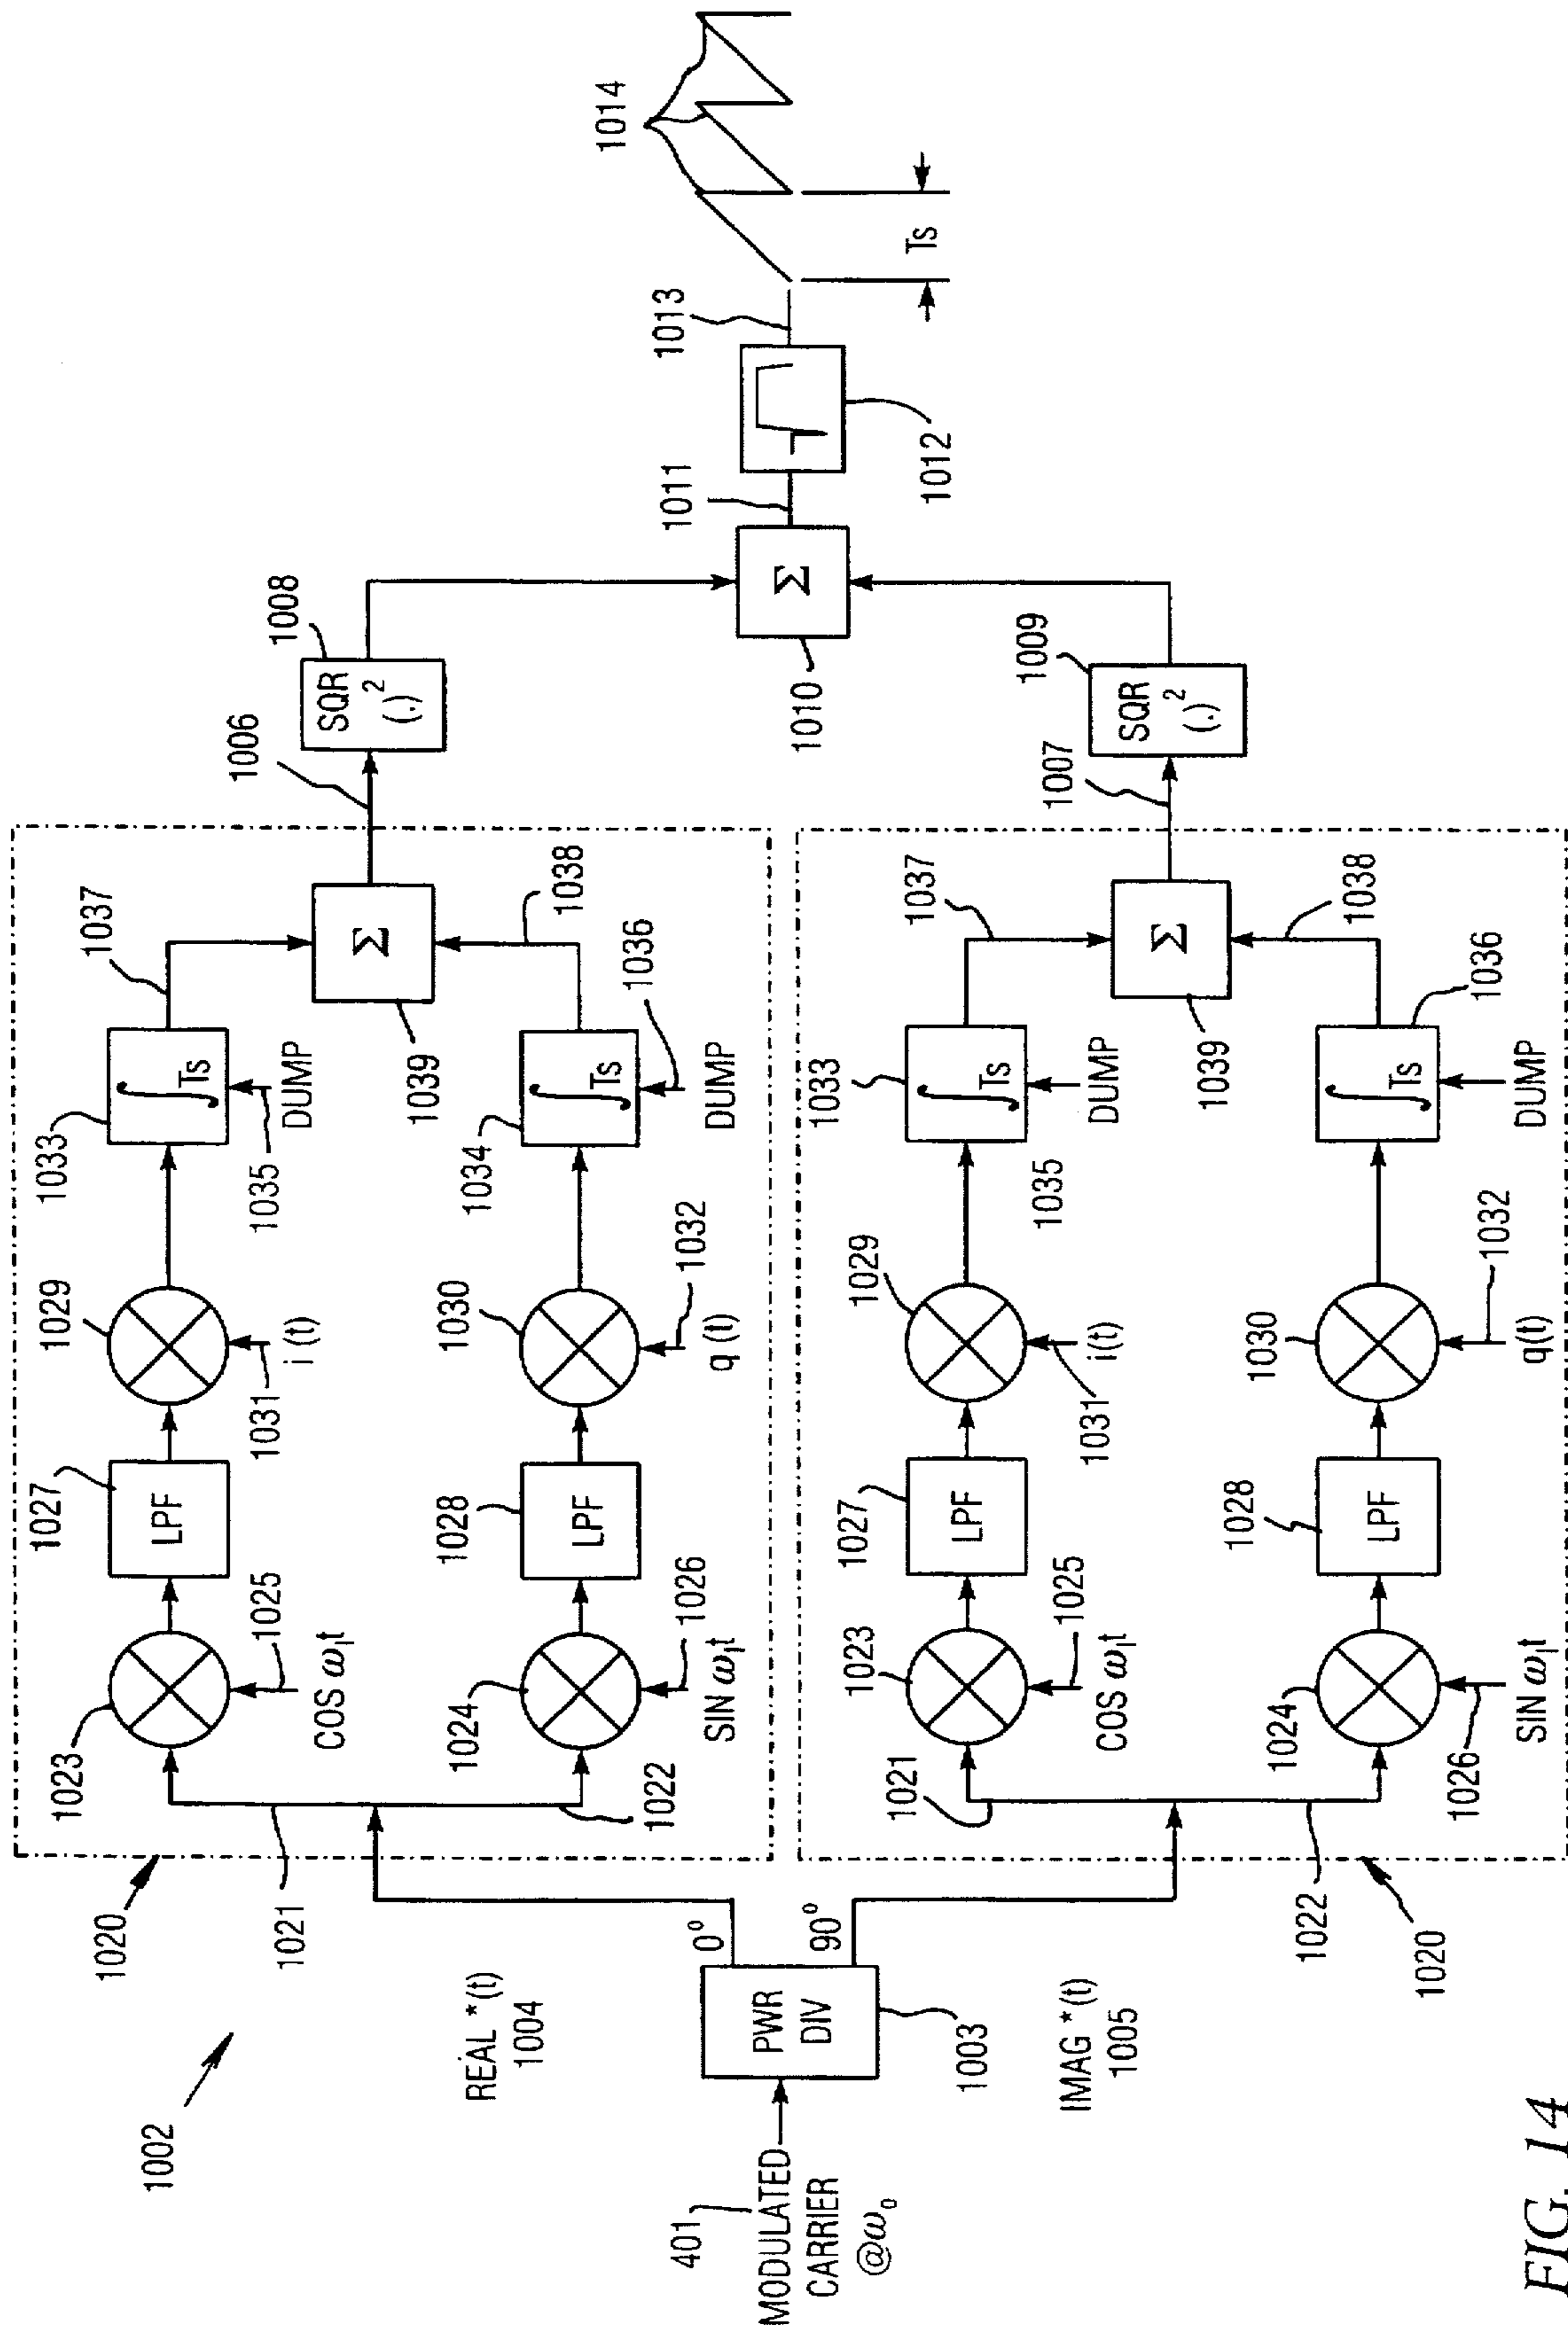 1002
401
MODULATED
CARRIER
@ω₀
REAL *(t)
1004
PWR
DIV
0°
90°
1003
IMAG *(t)
1005
1020
1021
1022
1023
COS ω₁t
1025
1024
SIN ω₁t
1026
1027
LPF
1028
LPF
1029
i (t)
1031
1030
q (t)
1032
1033
∫Ts
1035
DUMP
1034
∫Ts
1036
DUMP
1037
1038
Σ
1039
1006
1008
SQR
(.)²
1020
1021
1022
1023
COS ω₁t
1025
1024
SIN ω₁t
1026
1027
LPF
1028
LPF
1029
i(t)
1031
1030
q(t)
1032
1033
∫Ts
1035
DUMP
∫Ts
1036
DUMP
1037
1038
Σ
1039
1007
1009
SQR
(.)²
Σ
1010
1011
1012
1013
1014
Ts
FIG. 14